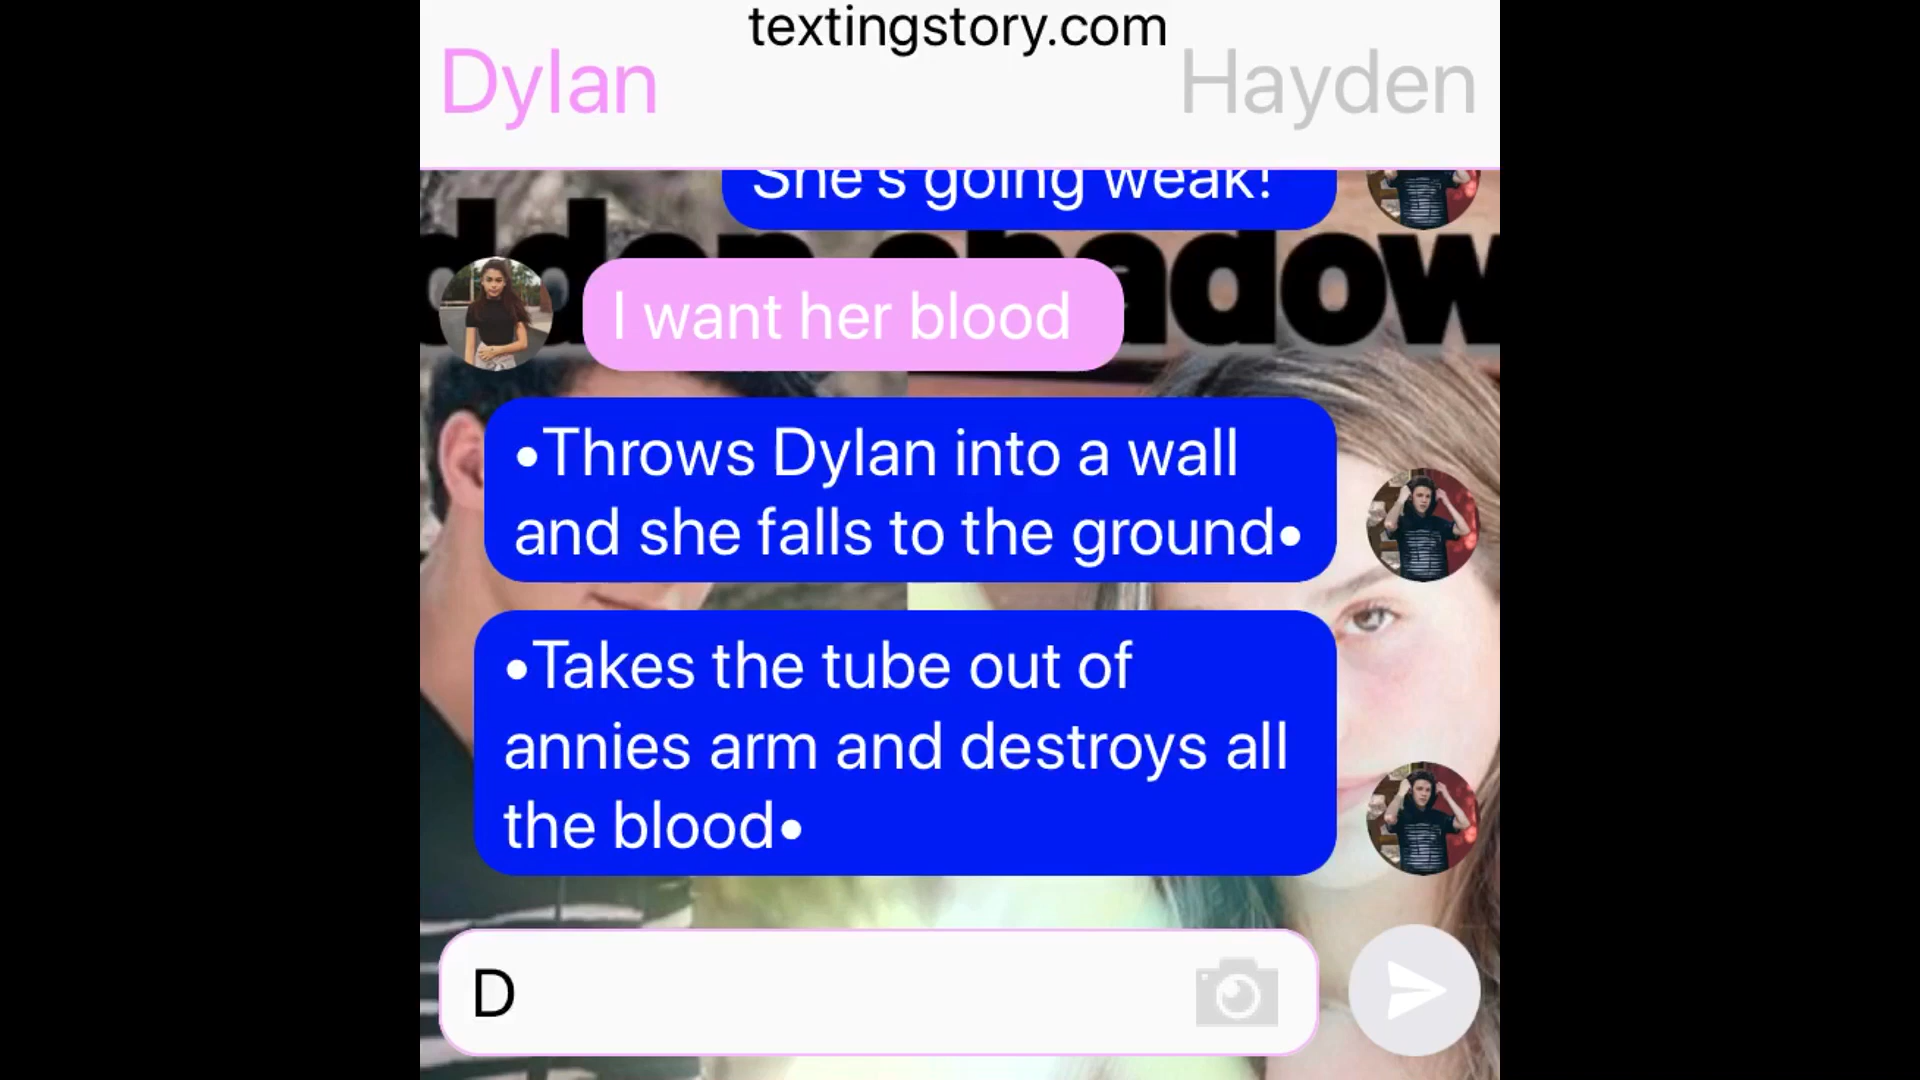 textingstory.com
Dylan
Hayden
She's going weak!
I want her blood
•Throws Dylan into a wall
and she falls to the ground•
•Takes the tube out of
annies arm and destroys all
the blood•
D